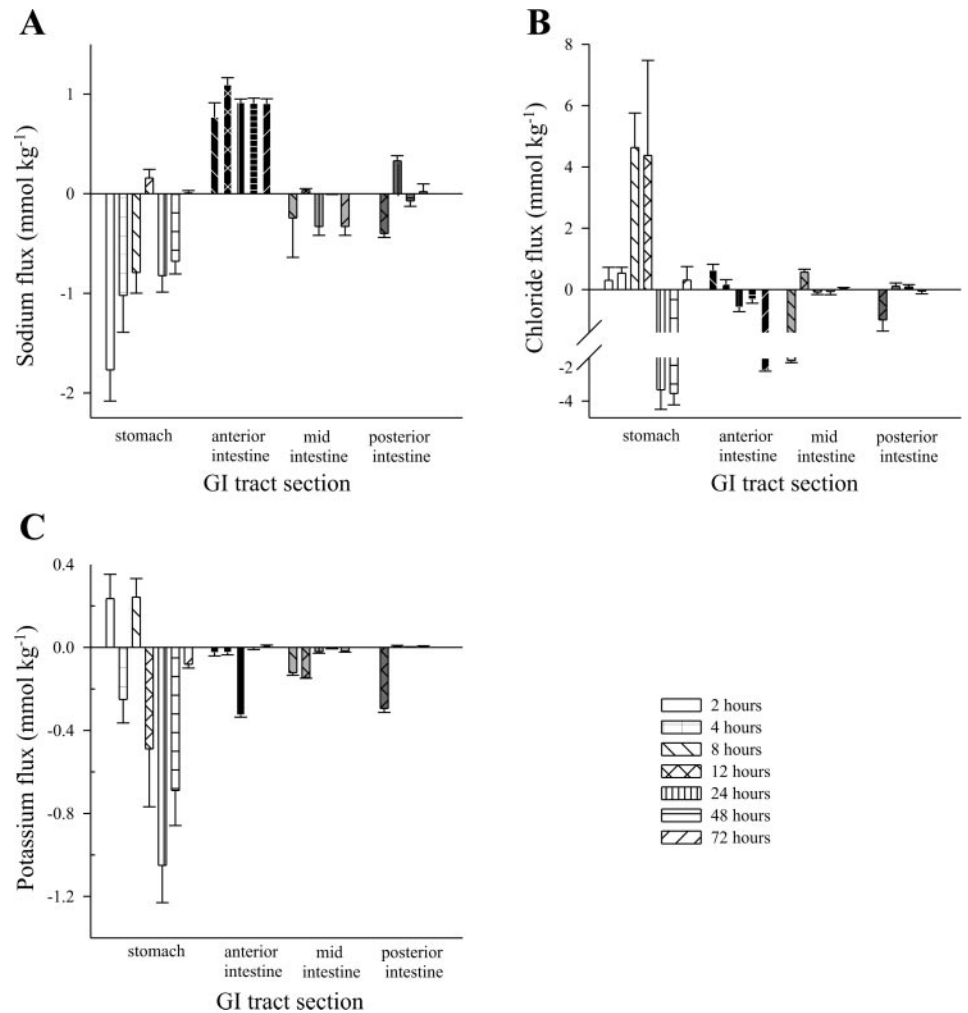 A
Sodium flux (mmol kg-1)
1
0
-1
-2
stomach
anterior intestine
mid intestine
posterior intestine
GI tract section
B
Chloride flux (mmol kg-1)
8
6
4
2
0
-2
-4
stomach
anterior intestine
mid intestine
posterior intestine
GI tract section
C
Potassium flux (mmol kg-1)
0.4
0.0
-0.4
-0.8
-1.2
stomach
anterior intestine
mid intestine
posterior intestine
GI tract section
2 hours
4 hours
8 hours
12 hours
24 hours
48 hours
72 hours